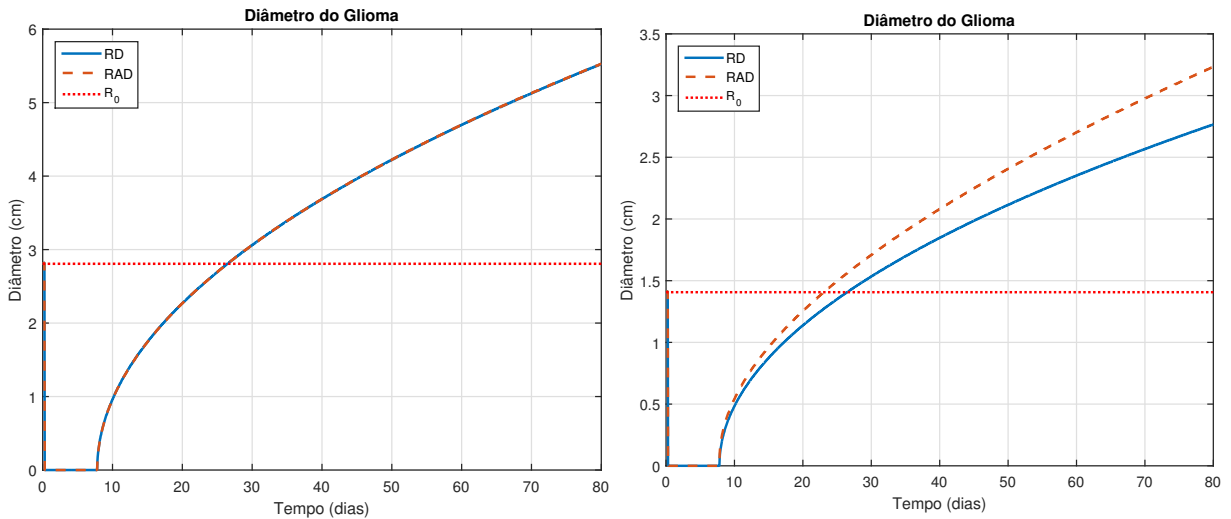 Diâmetro do Glioma
6
5
4
3
2
1
0
Diâmetro (cm)
RD
RAD
R0
0 10 20 30 40 50 60 70 80
Tempo (dias)
Diâmetro do Glioma
3.5
3
2.5
2
1.5
1
0.5
0
Diâmetro (cm)
RD
RAD
R0
0 10 20 30 40 50 60 70 80
Tempo (dias)